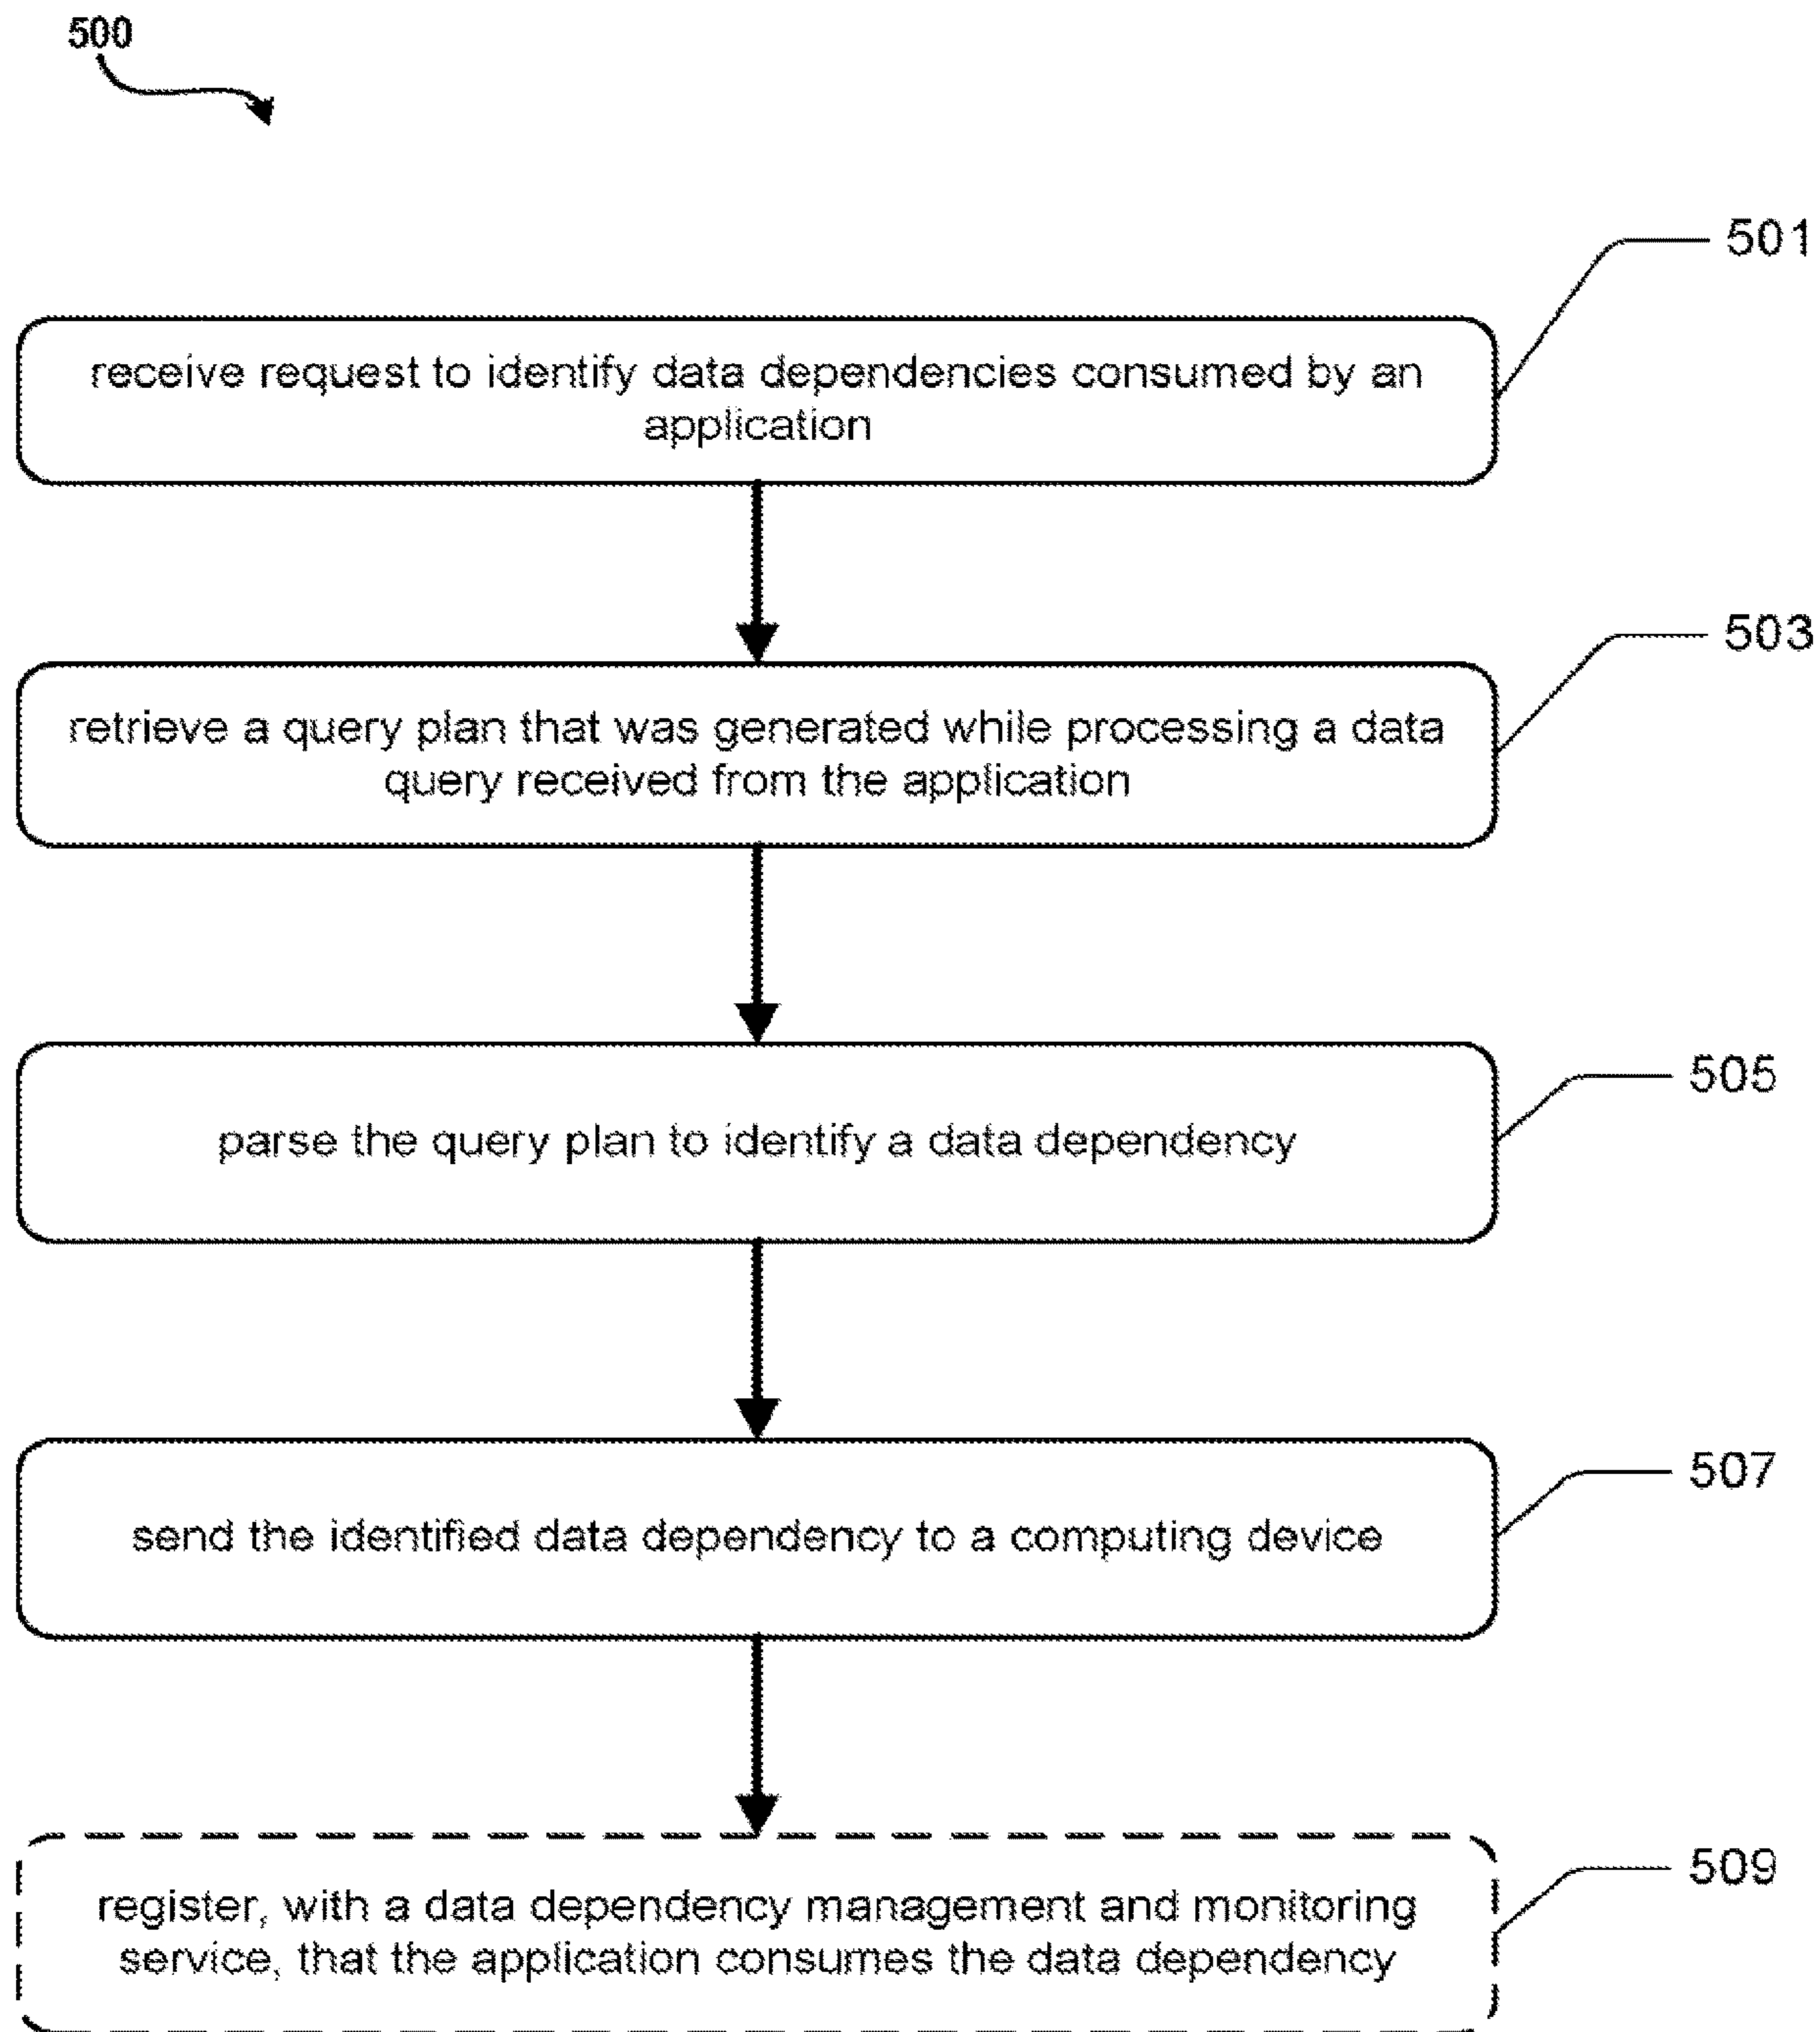 500
501
receive request to identify data dependencies consumed by an
application
503
retrieve a query plan that was generated while processing a data
query received from the application
505
parse the query plan to identify a data dependency
507
send the identified data dependency to a computing device
509
register, with a data dependency management and monitoring
service, that the application consumes the data dependency